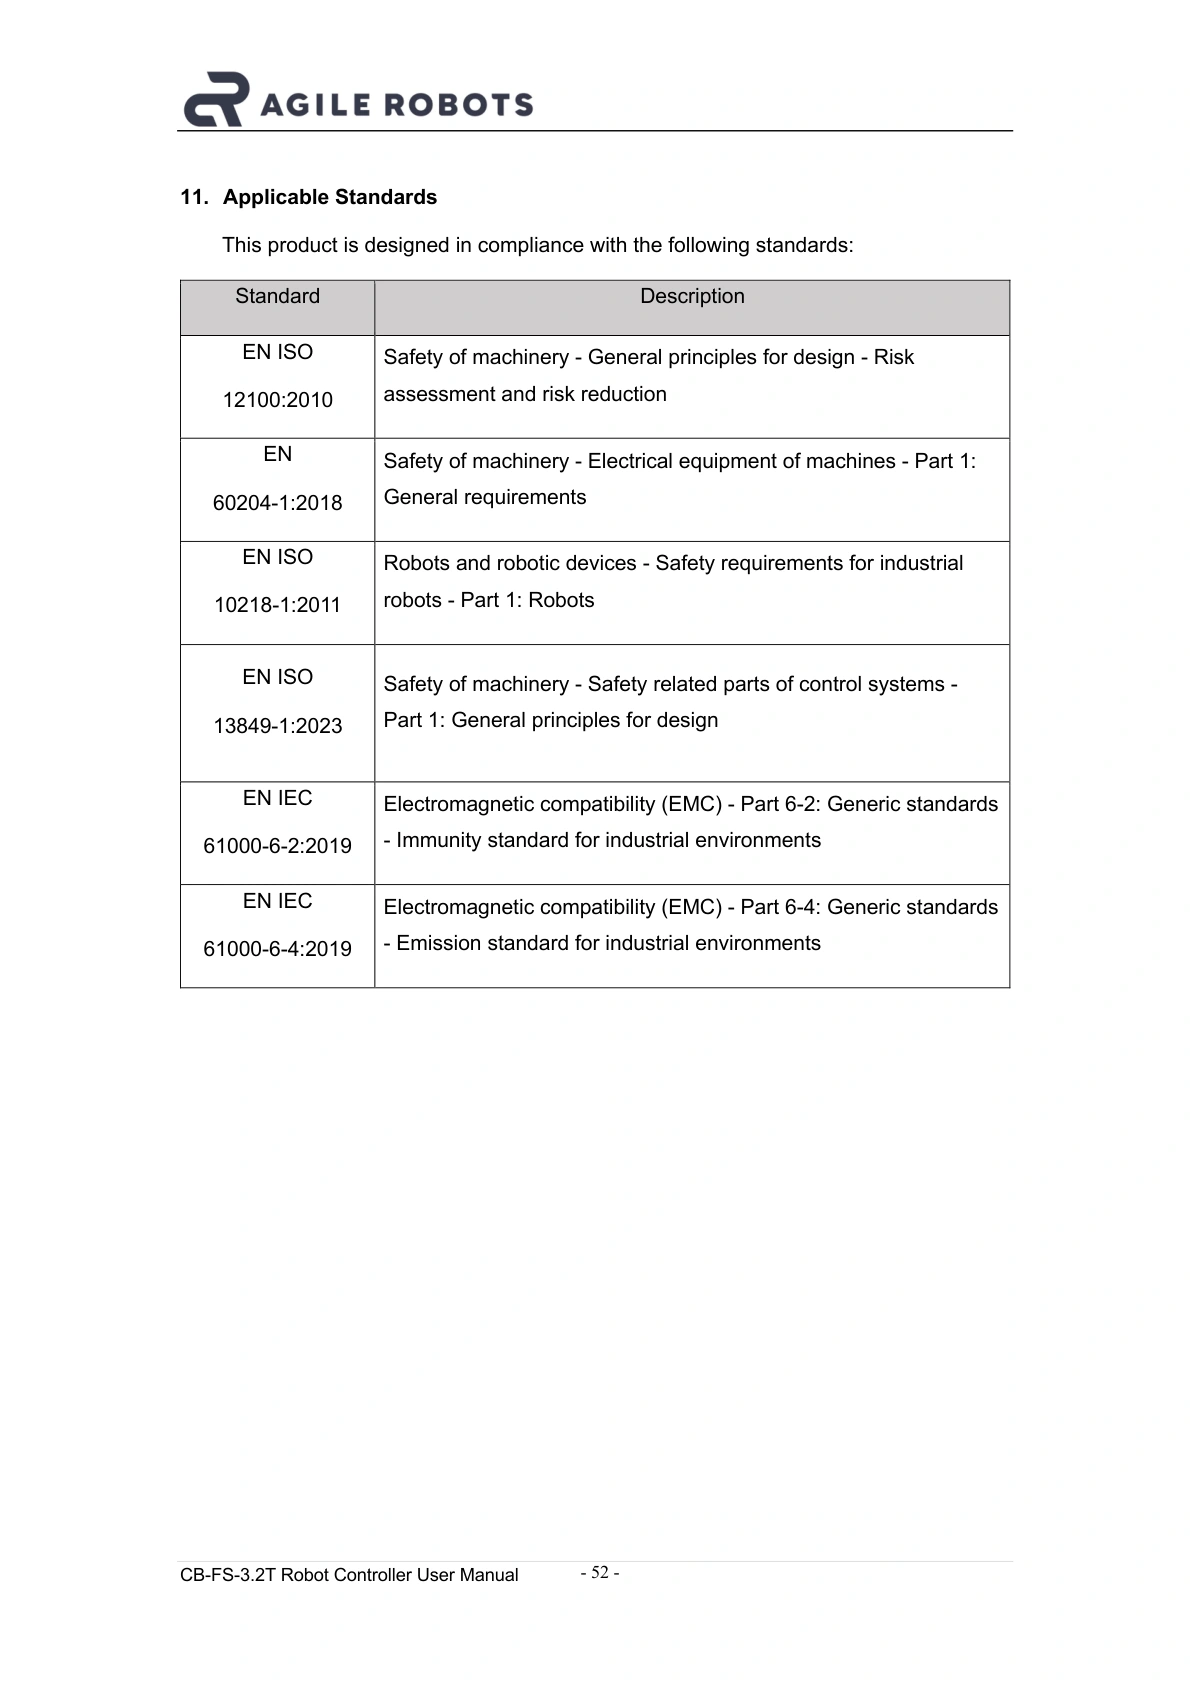 AGILE ROBOTS
11. Applicable Standards
This product is designed in compliance with the following standards:
Standard
Description
EN ISO
12100:2010
Safety of machinery - General principles for design - Risk
assessment and risk reduction
EN
60204-1:2018
Safety of machinery - Electrical equipment of machines - Part 1:
General requirements
EN ISO
10218-1:2011
Robots and robotic devices - Safety requirements for industrial
robots - Part 1: Robots
EN ISO
13849-1:2023
Safety of machinery - Safety related parts of control systems -
Part 1: General principles for design
EN IEC
61000-6-2:2019
Electromagnetic compatibility (EMC) - Part 6-2: Generic standards
- Immunity standard for industrial environments
EN IEC
61000-6-4:2019
Electromagnetic compatibility (EMC) - Part 6-4: Generic standards
- Emission standard for industrial environments
CB-FS-3.2T Robot Controller User Manual - 52 -